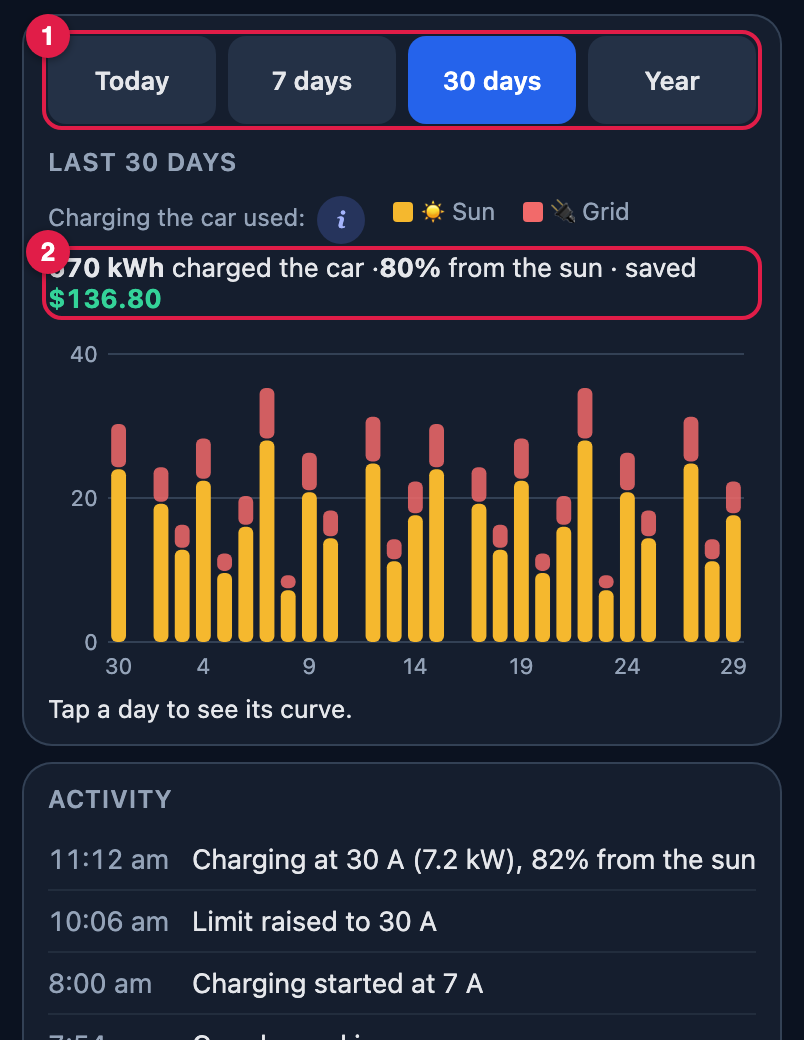 1
Today 7 days 30 days Year
LAST 30 DAYS
Charging the car used: i Sun Grid
2
70 kWh charged the car ·80% from the sun · saved
$136.80
40
20
0
30 4 9 14 19 24 29
Tap a day to see its curve.
ACTIVITY
11:12 am Charging at 30 A (7.2 kW), 82% from the sun
10:06 am Limit raised to 30 A
8:00 am Charging started at 7 A